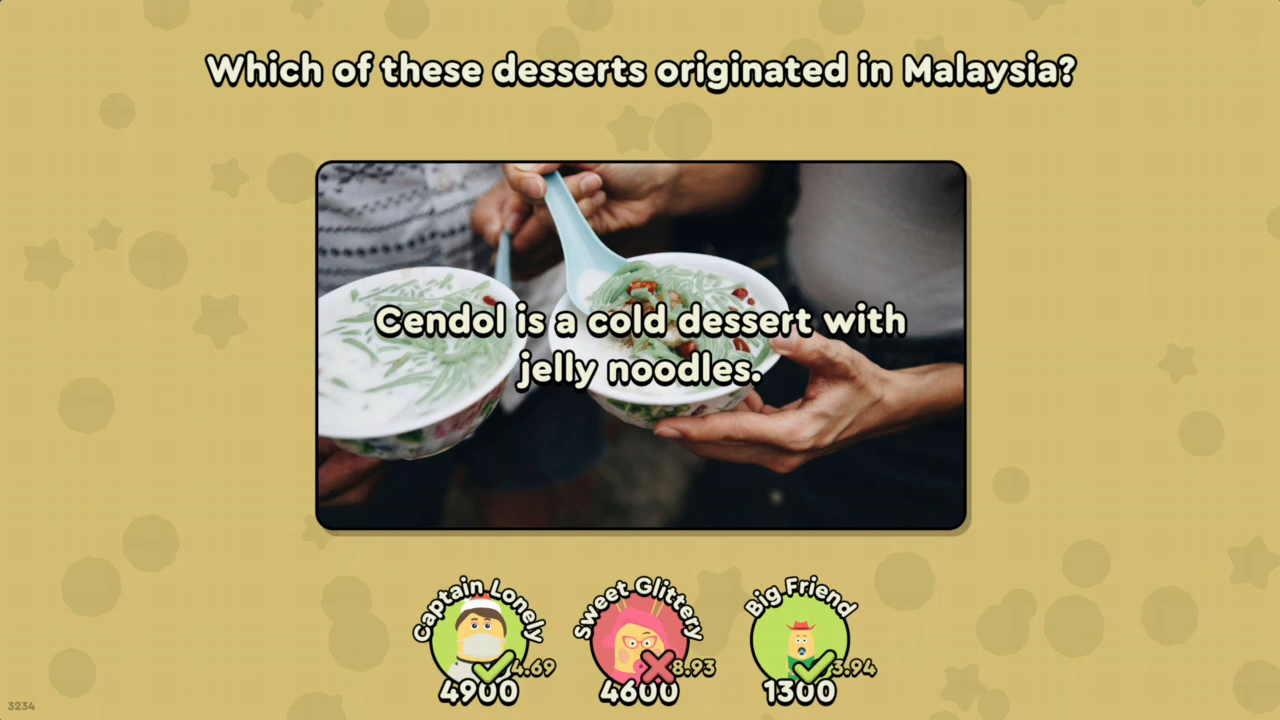 Which of these desserts originated in Malaysia?
Cendol is a cold dessert with
jelly noodles.
Captain Lonely
4.69
4900
Sweet Glittery
8.93
4600
Big Friend
3.94
1300
3234